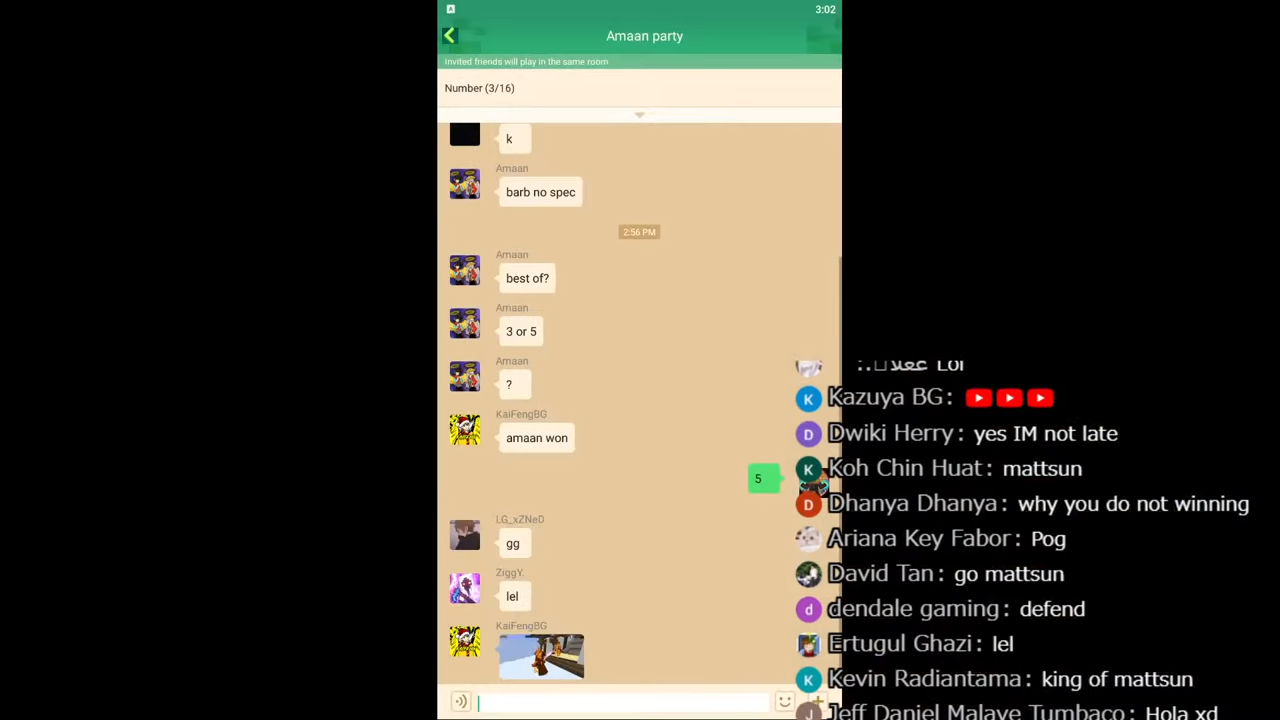 3:02
Amaan party
Invited friends will play in the same room
Number (3/16)
k
Amaan
barb no spec
2:56 PM
Amaan
best of?
Amaan
3 or 5
Amaan
?
KaiFengBG
amaan won
5
LG_xZNeD
gg
ZiggY.
lel
KaiFengBG
Lol
Kazuya BG:
Dwiki Herry: yes IM not late
Koh Chin Huat: mattsun
Dhanya Dhanya: why you do not winning
Ariana Key Fabor: Pog
David Tan: go mattsun
dendale gaming: defend
Ertugul Ghazi: lel
Kevin Radiantama: king of mattsun
Jeff Daniel Malave Tumbaco: Hola xd